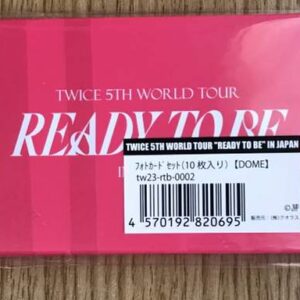 TWICE 5TH WORLD TOUR
READY TO BE
TWICE 5TH WORLD TOUR "READY TO BE" IN JAPAN
ﾌｫﾄｶｰﾄﾞｾｯﾄ(10枚入り)【DOME】
tw23-rtb-0002
4 570192 820695